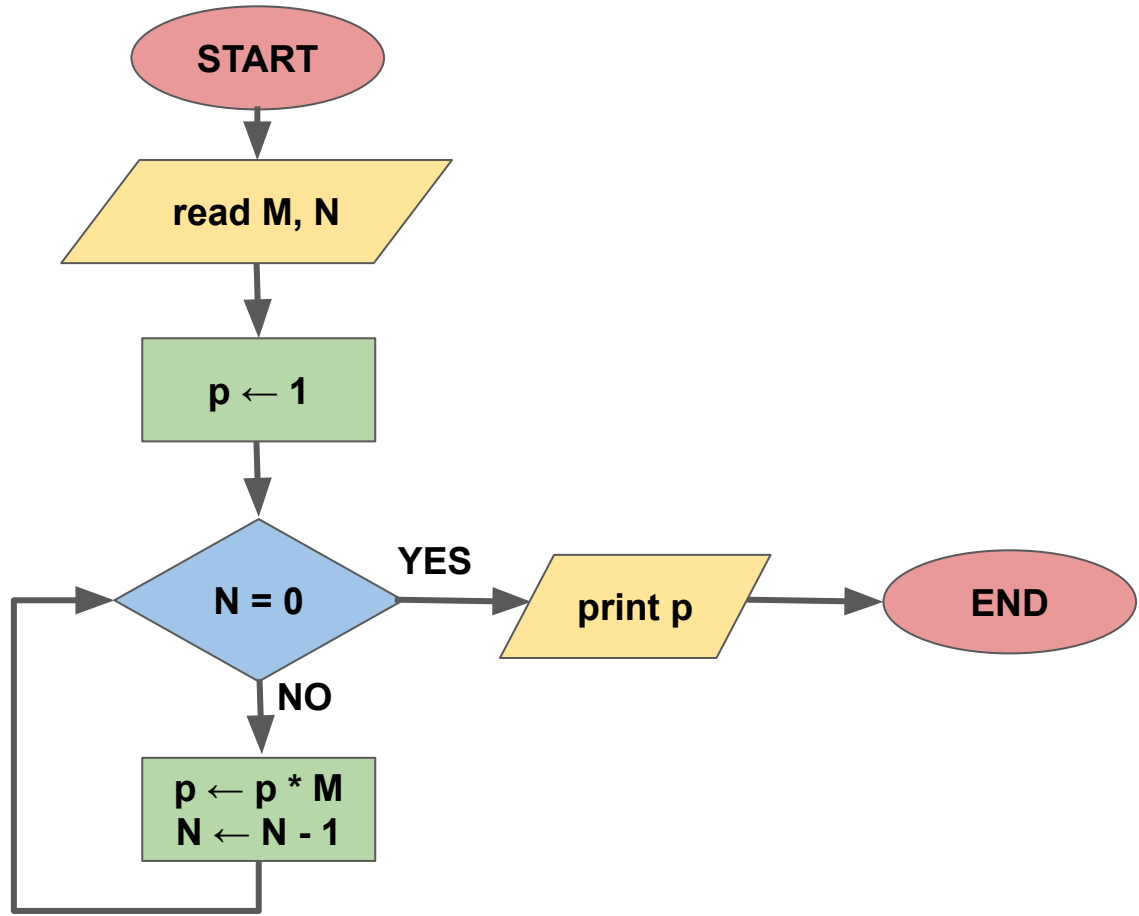 START
read M, N
p ← 1
N = 0
YES
print p
END
NO
p ← p * M
N ← N - 1